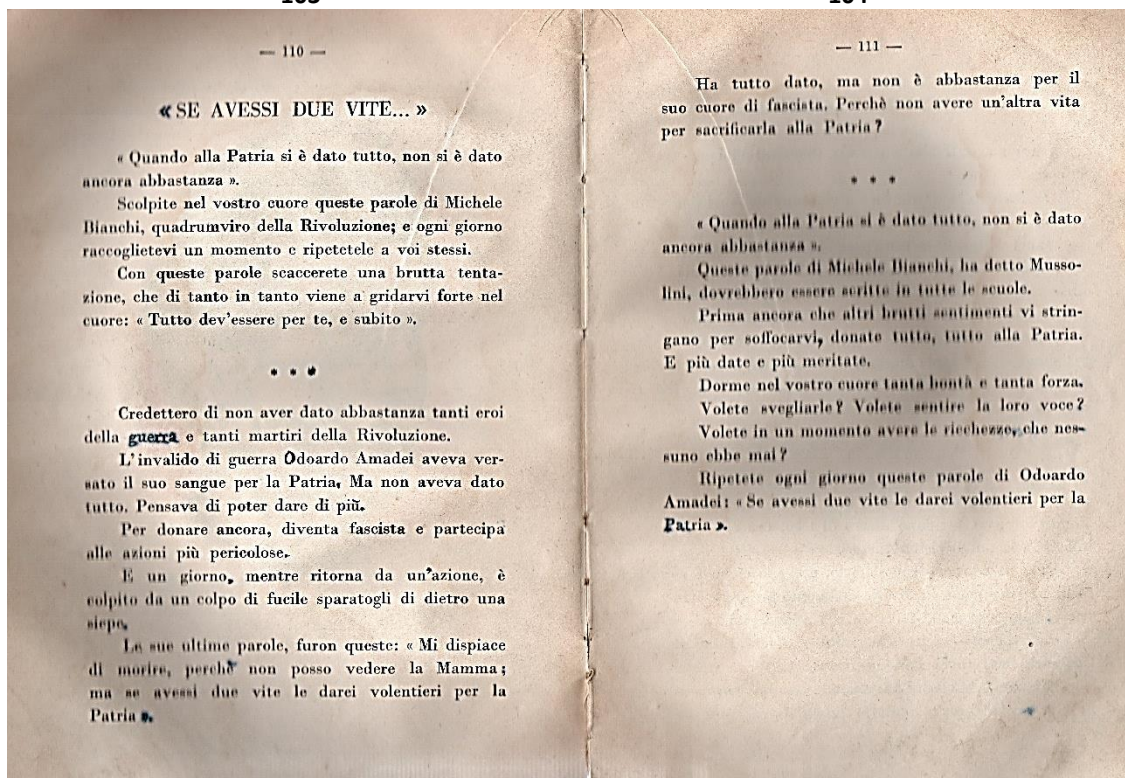 — 110 —
« SE AVESSI DUE VITE... »
« Quando alla Patria si è dato tutto, non si è dato
ancora abbastanza ».
Scolpite nel vostro cuore queste parole di Michele
Bianchi, quadrumviro della Rivoluzione; e ogni giorno
raccoglietevi un momento e ripetetele a voi stessi.
Con queste parole scaccerete una brutta tenta-
zione, che di tanto in tanto viene a gridarvi forte nel
cuore: « Tutto dev'essere per te, e subito ».
* * *
Credettero di non aver dato abbastanza tanti eroi
della guerra e tanti martiri della Rivoluzione.
L'invalido di guerra Odoardo Amadei aveva ver-
sato il suo sangue per la Patria. Ma non aveva dato
tutto. Pensava di poter dare di più.
Per donare ancora, diventa fascista e partecipa
alle azioni più pericolose.
E un giorno, mentre ritorna da un'azione, è
colpito da un colpo di fucile sparatogli di dietro una
siepe.
Le sue ultime parole, furon queste: « Mi dispiace
di morire, perchè non posso vedere la Mamma;
ma se avessi due vite le darei volentieri per la
Patria ».
— 111 —
Ha tutto dato, ma non è abbastanza per il
suo cuore di fascista. Perchè non avere un'altra vita
per sacrificarla alla Patria?
* * *
« Quando alla Patria si è dato tutto, non si è dato
ancora abbastanza ».
Queste parole di Michele Bianchi, ha detto Musso-
lini, dovrebbero essere scritte in tutte le scuole.
Prima ancora che altri brutti sentimenti vi strin-
gano per soffocarvi, donate tutto, tutto alla Patria.
E più date e più meritate.
Dorme nel vostro cuore tanta bontà e tanta forza.
Volete svegliarle? Volete sentire la loro voce?
Volete in un momento avere le ricchezze, che nes-
suno ebbe mai?
Ripetete ogni giorno queste parole di Odoardo
Amadei: « Se avessi due vite le darei volentieri per la
Patria ».